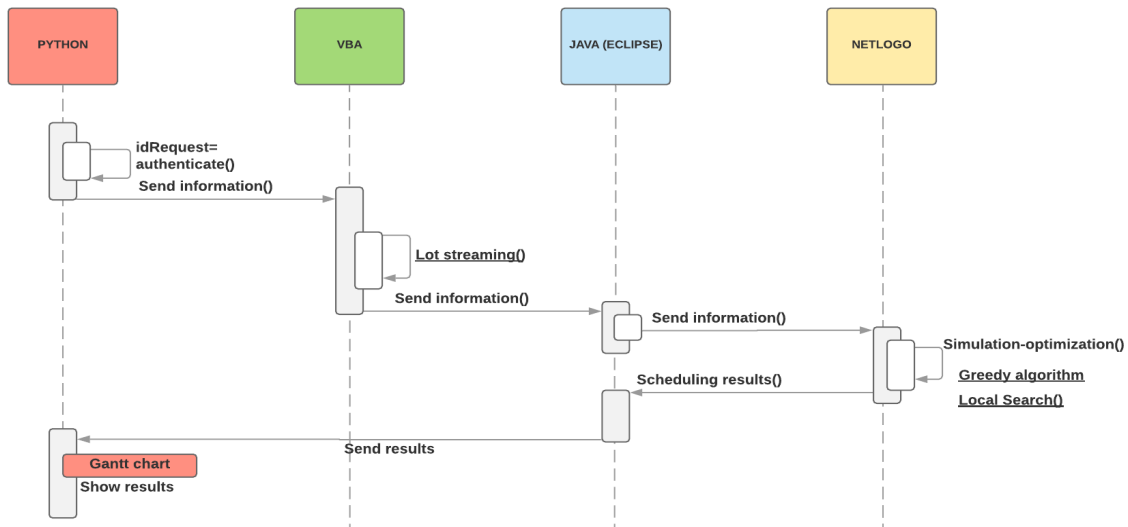 PYTHON
VBA
JAVA (ECLIPSE)
NETLOGO
idRequest=
authenticate()
Send information()
Lot streaming()
Send information()
Send information()
Simulation-optimization()
Greedy algorithm
Local Search()
Scheduling results()
Send results
Gantt chart
Show results